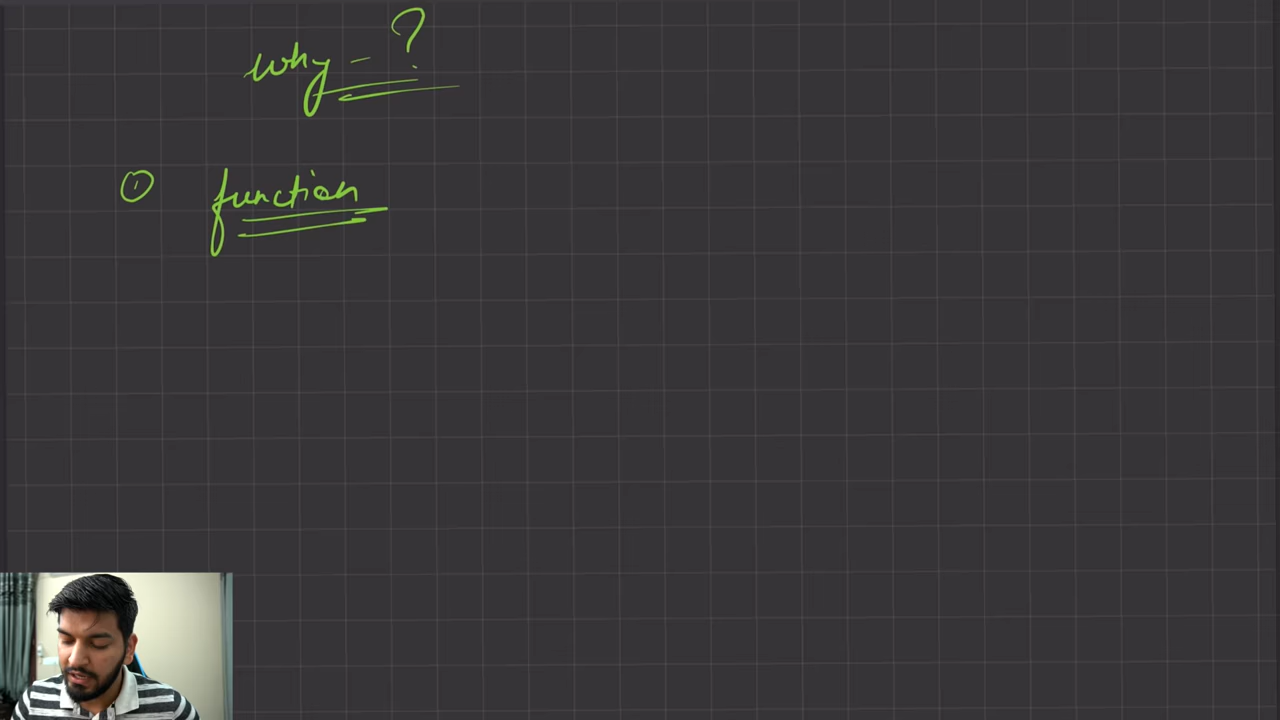 why - ?
① function